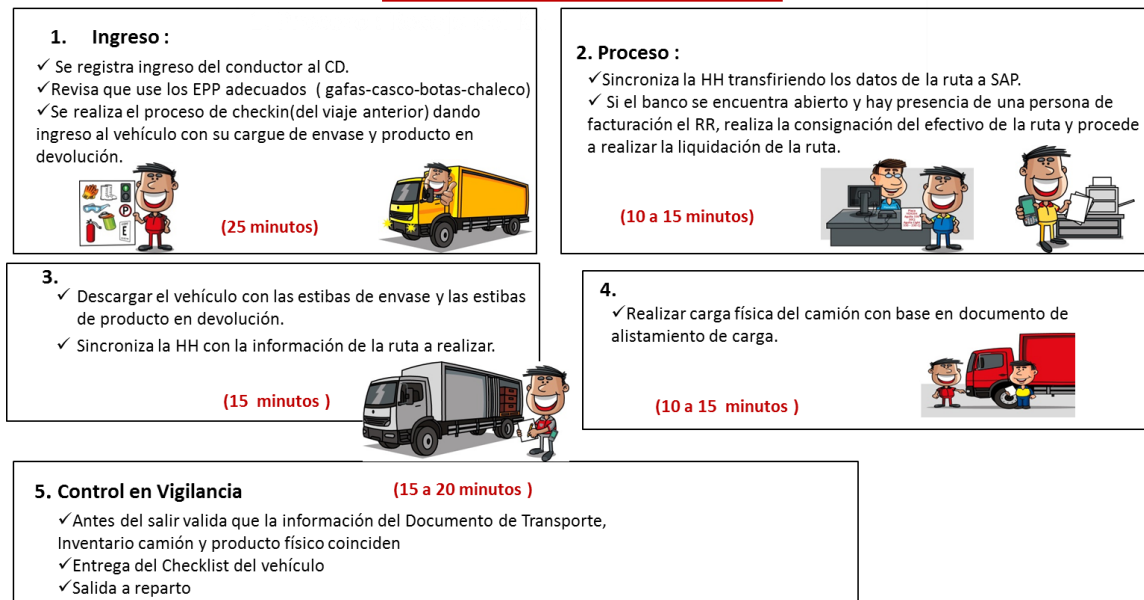 1. Ingreso :
✓ Se registra ingreso del conductor al CD.
✓Revisa que use los EPP adecuados ( gafas-casco-botas-chaleco)
✓Se realiza el proceso de checkin(del viaje anterior) dando
ingreso al vehículo con su cargue de envase y producto en
devolución.
(25 minutos)
2. Proceso :
✓Sincroniza la HH transfiriendo los datos de la ruta a SAP.
✓ Si el banco se encuentra abierto y hay presencia de una persona de
facturación el RR, realiza la consignación del efectivo de la ruta y procede
a realizar la liquidación de la ruta.
(10 a 15 minutos)
3.
✓ Descargar el vehículo con las estibas de envase y las estibas
de producto en devolución.
✓ Sincroniza la HH con la información de la ruta a realizar.
(15 minutos )
4.
✓Realizar carga física del camión con base en documento de
alistamiento de carga.
(10 a 15 minutos )
5. Control en Vigilancia
(15 a 20 minutos )
✓Antes del salir valida que la información del Documento de Transporte,
Inventario camión y producto físico coinciden
✓Entrega del Checklist del vehículo
✓Salida a reparto